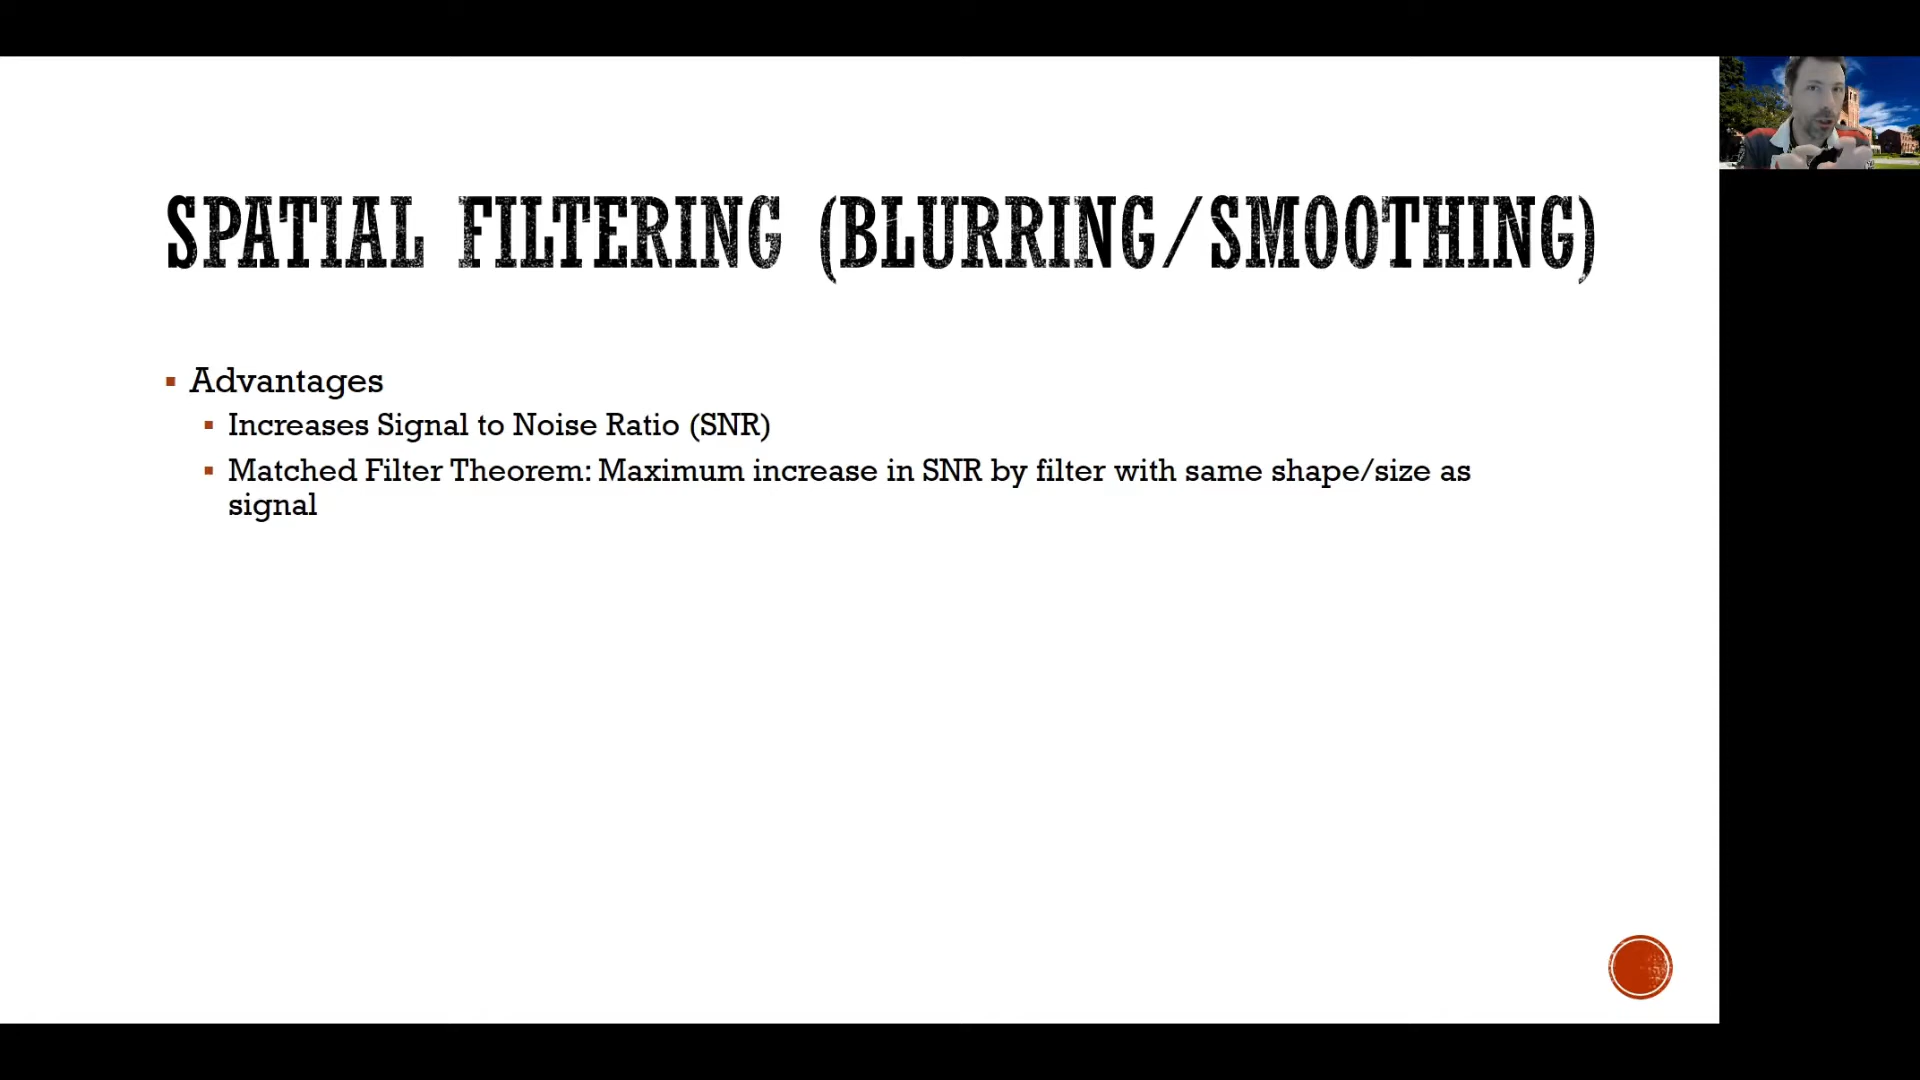 SPATIAL FILTERING (BLURRING/SMOOTHING)
Advantages
Increases Signal to Noise Ratio (SNR)
Matched Filter Theorem: Maximum increase in SNR by filter with same shape/size as
signal